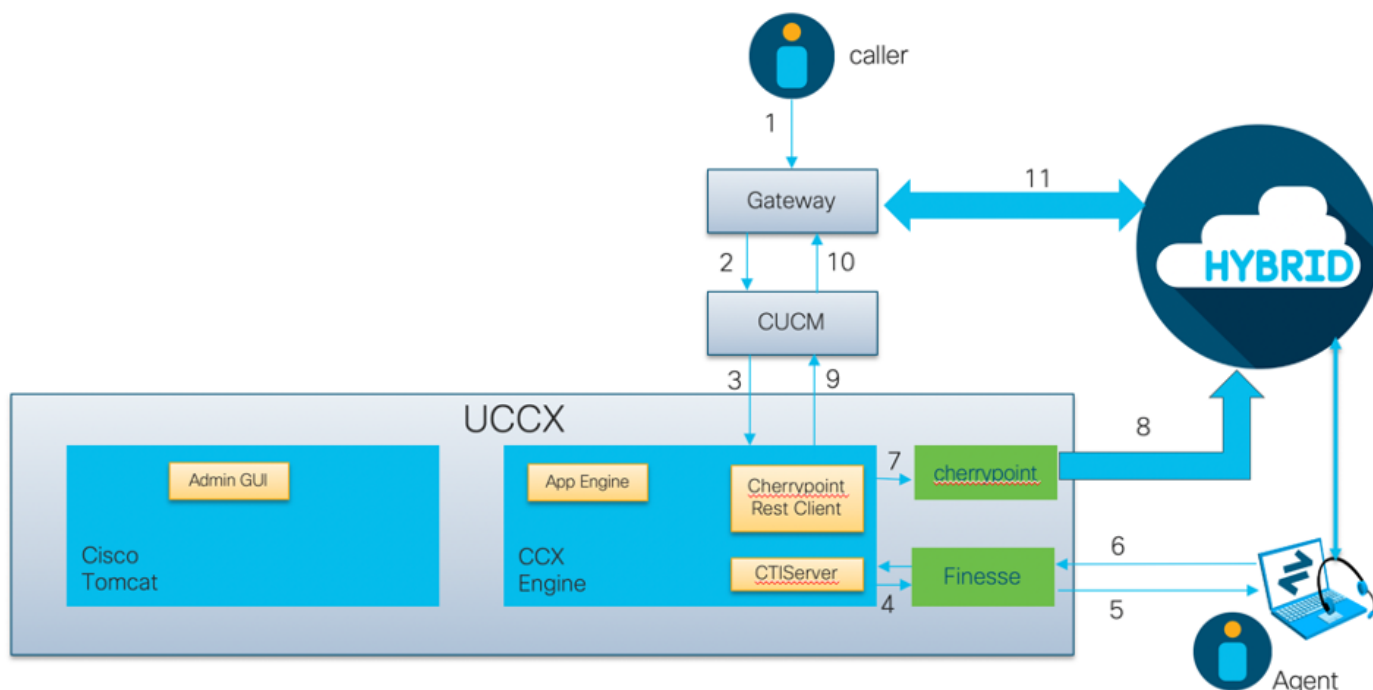 caller
1
Gateway
11
HYBRID
2
10
CUCM
3
9
UCCX
8
Admin GUI
App Engine
Cherrypoint
Rest Client
7
cherrypoint
Cisco
Tomcat
CCX
Engine
CTIServer
4
Finesse
6
5
Agent